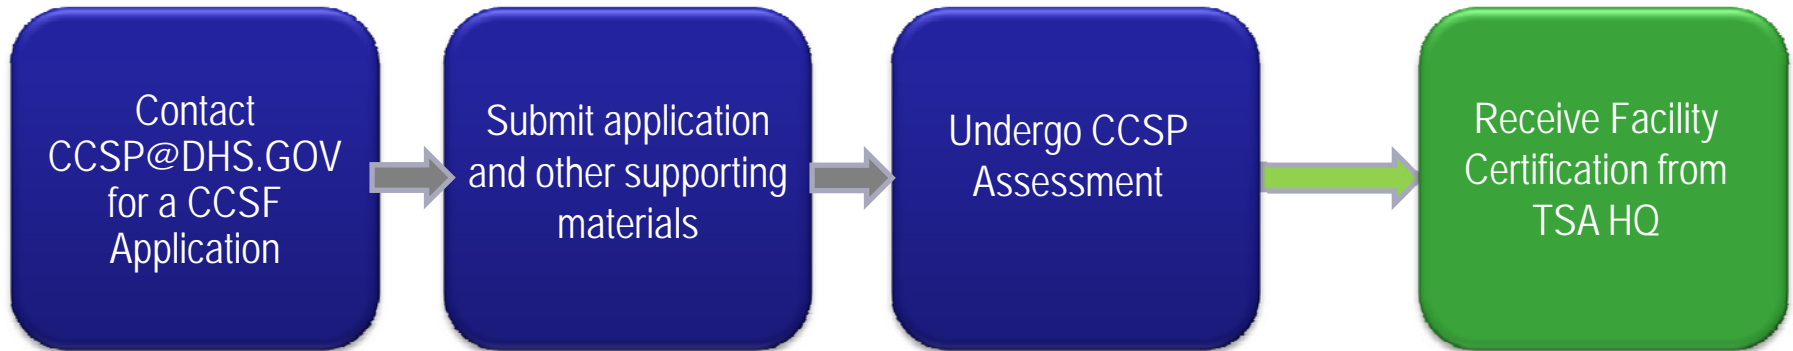 Contact
CCSP@DHS.GOV
for a CCSF
Application
Submit application
and other supporting
materials
Undergo CCSP
Assessment
Receive Facility
Certification from
TSA HQ